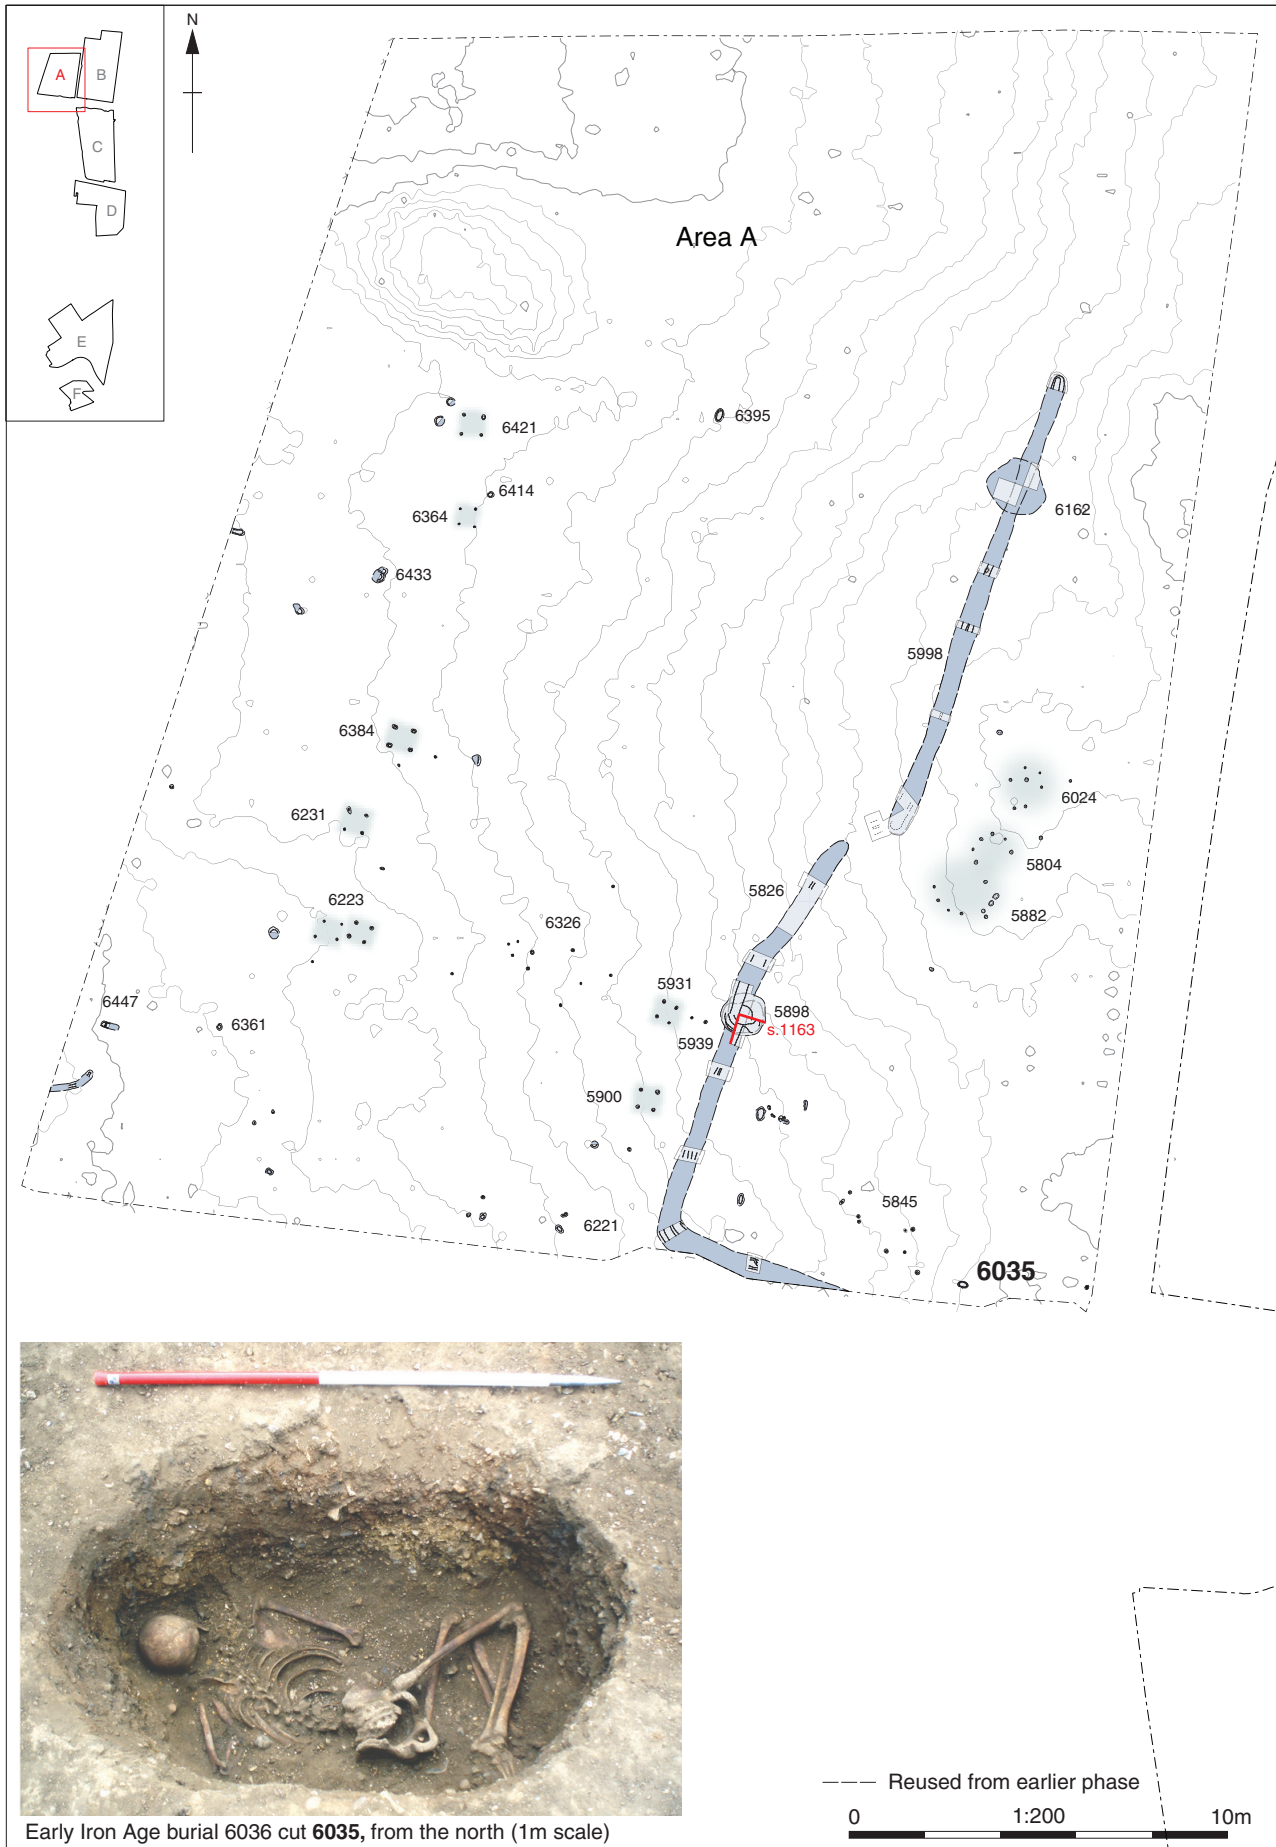 N
A
B
C
D
E
F
Area A
6421
6395
6414
6364
6162
6433
5998
6384
6024
6231
5804
5826
6223
5882
6326
5931
6447
6361
5898
s.1163
5939
5900
5845
6221
6035
Reused from earlier phase
0 1:200 10m
Early Iron Age burial 6036 cut 6035, from the north (1m scale)